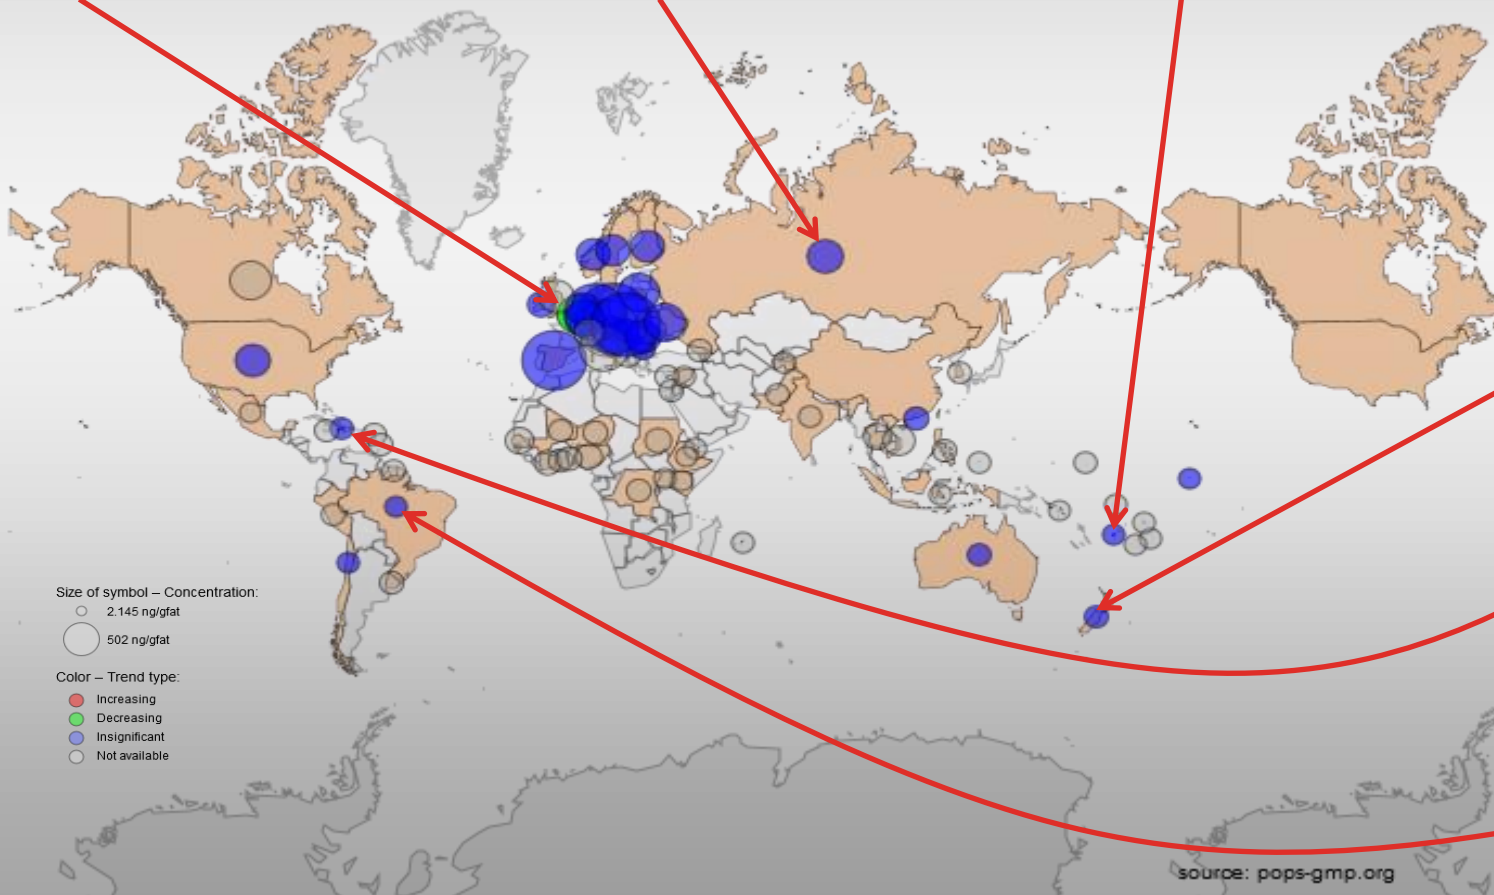 Size of symbol – Concentration:
2.145 ng/gfat
502 ng/gfat
Color – Trend type:
Increasing
Decreasing
Insignificant
Not available
source: pops-gmp.org